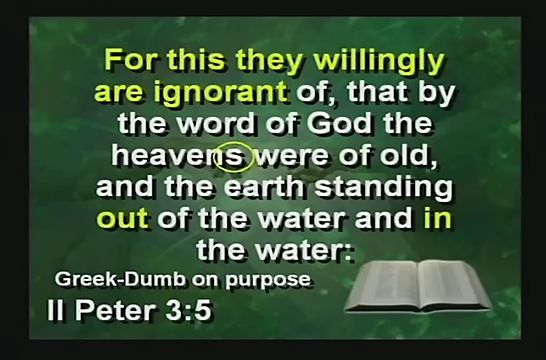 For this they willingly
are ignorant of, that by
the word of God the
heavens were of old,
and the earth standing
out of the water and in
the water:
Greek-Dumb on purpose
II Peter 3:5